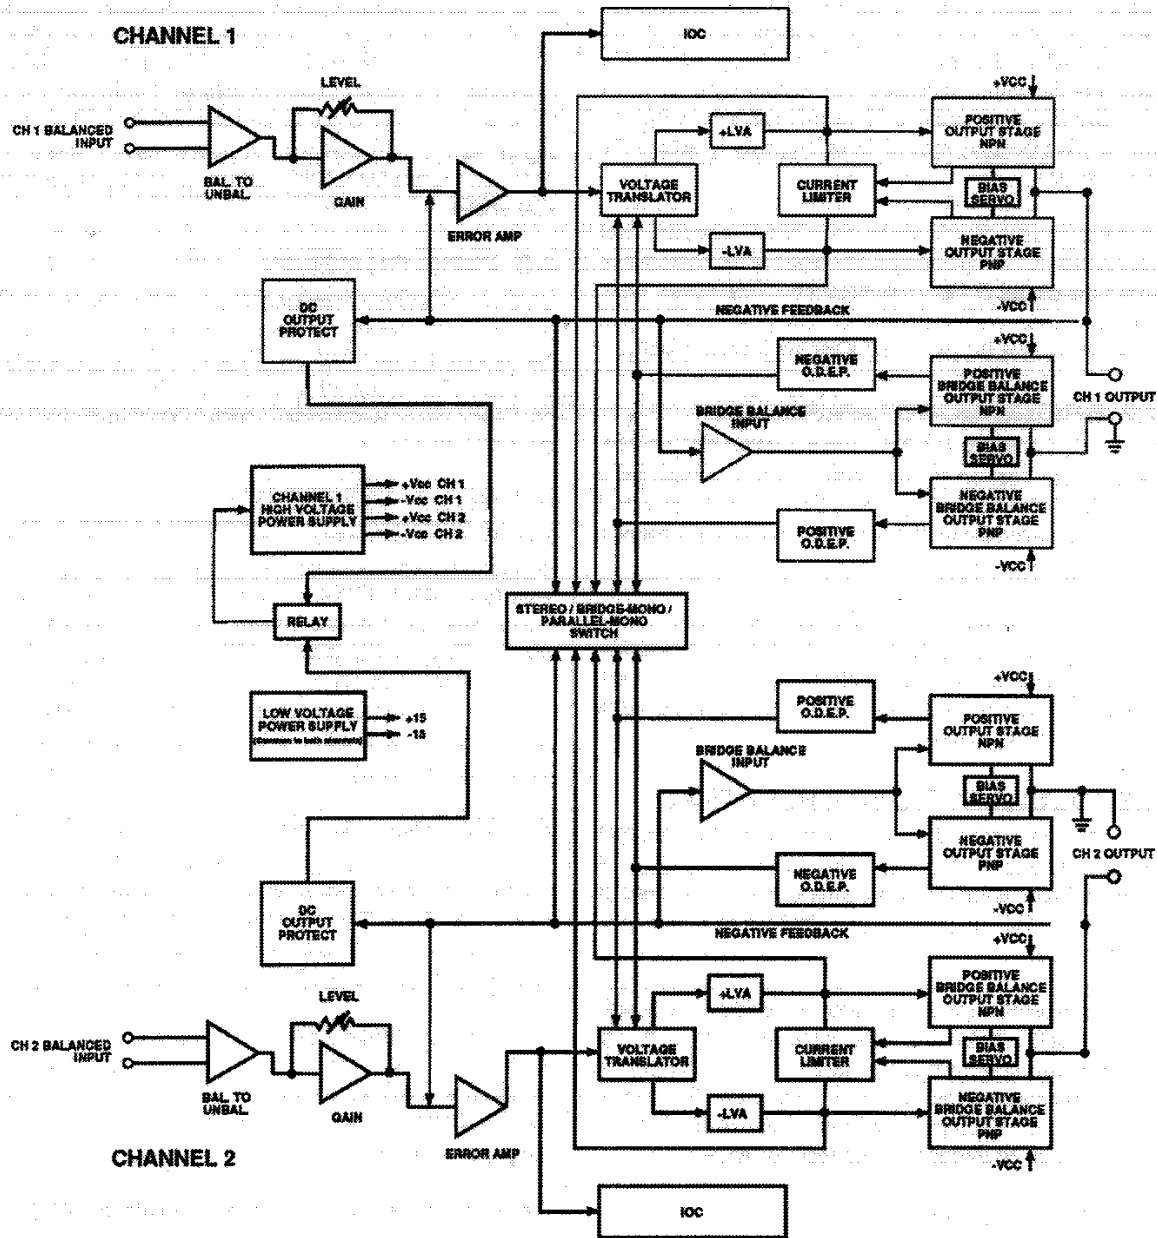 CHANNEL 1
IOC
LEVEL
CH 1 BALANCED
INPUT
BAL. TO
UNBAL.
GAIN
ERROR AMP
VOLTAGE
TRANSLATOR
+LVA
-LVA
CURRENT
LIMITER
+VCC
POSITIVE
OUTPUT STAGE
NPN
BIAS
SERVO
NEGATIVE
OUTPUT STAGE
PNP
-VCC
DC
OUTPUT
PROTECT
NEGATIVE FEEDBACK
NEGATIVE
O.D.E.P.
+VCC
POSITIVE
BRIDGE BALANCE
OUTPUT STAGE
NPN
CH 1 OUTPUT
BRIDGE BALANCE
INPUT
BIAS
SERVO
CHANNEL 1
HIGH VOLTAGE
POWER SUPPLY
+Vcc CH 1
-Vcc CH 1
+Vcc CH 2
-Vcc CH 2
POSITIVE
O.D.E.P.
NEGATIVE
BRIDGE BALANCE
OUTPUT STAGE
PNP
-VCC
RELAY
STEREO / BRIDGE-MONO /
PARALLEL-MONO
SWITCH
LOW VOLTAGE
POWER SUPPLY
(Common to both channels)
+15
-15
POSITIVE
O.D.E.P.
+VCC
POSITIVE
OUTPUT STAGE
NPN
BRIDGE BALANCE
INPUT
BIAS
SERVO
NEGATIVE
OUTPUT STAGE
PNP
-VCC
CH 2 OUTPUT
NEGATIVE
O.D.E.P.
DC
OUTPUT
PROTECT
NEGATIVE FEEDBACK
+VCC
POSITIVE
BRIDGE BALANCE
OUTPUT STAGE
NPN
LEVEL
+LVA
CH 2 BALANCED
INPUT
VOLTAGE
TRANSLATOR
CURRENT
LIMITER
BIAS
SERVO
BAL. TO
UNBAL.
GAIN
ERROR AMP
-LVA
NEGATIVE
BRIDGE BALANCE
OUTPUT STAGE
PNP
-VCC
CHANNEL 2
IOC